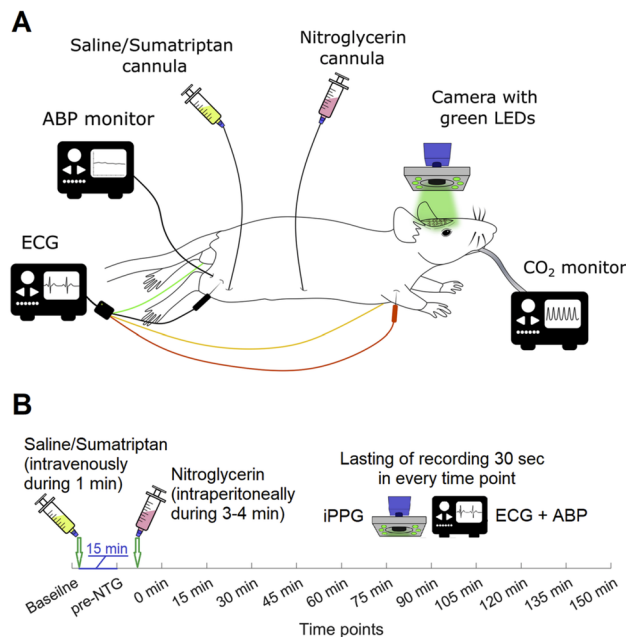 A
Saline/Sumatriptan
cannula
Nitroglycerin
cannula
Camera with
green LEDs
ABP monitor
ECG
CO₂ monitor
B
Saline/Sumatriptan
(intravenously
during 1 min)
Nitroglycerin
(intraperitoneally
during 3-4 min)
Lasting of recording 30 sec
in every time point
iPPG
ECG + ABP
15 min
Baseline
pre-NTG
0 min
15 min
30 min
45 min
60 min
75 min
90 min
105 min
120 min
135 min
150 min
Time points